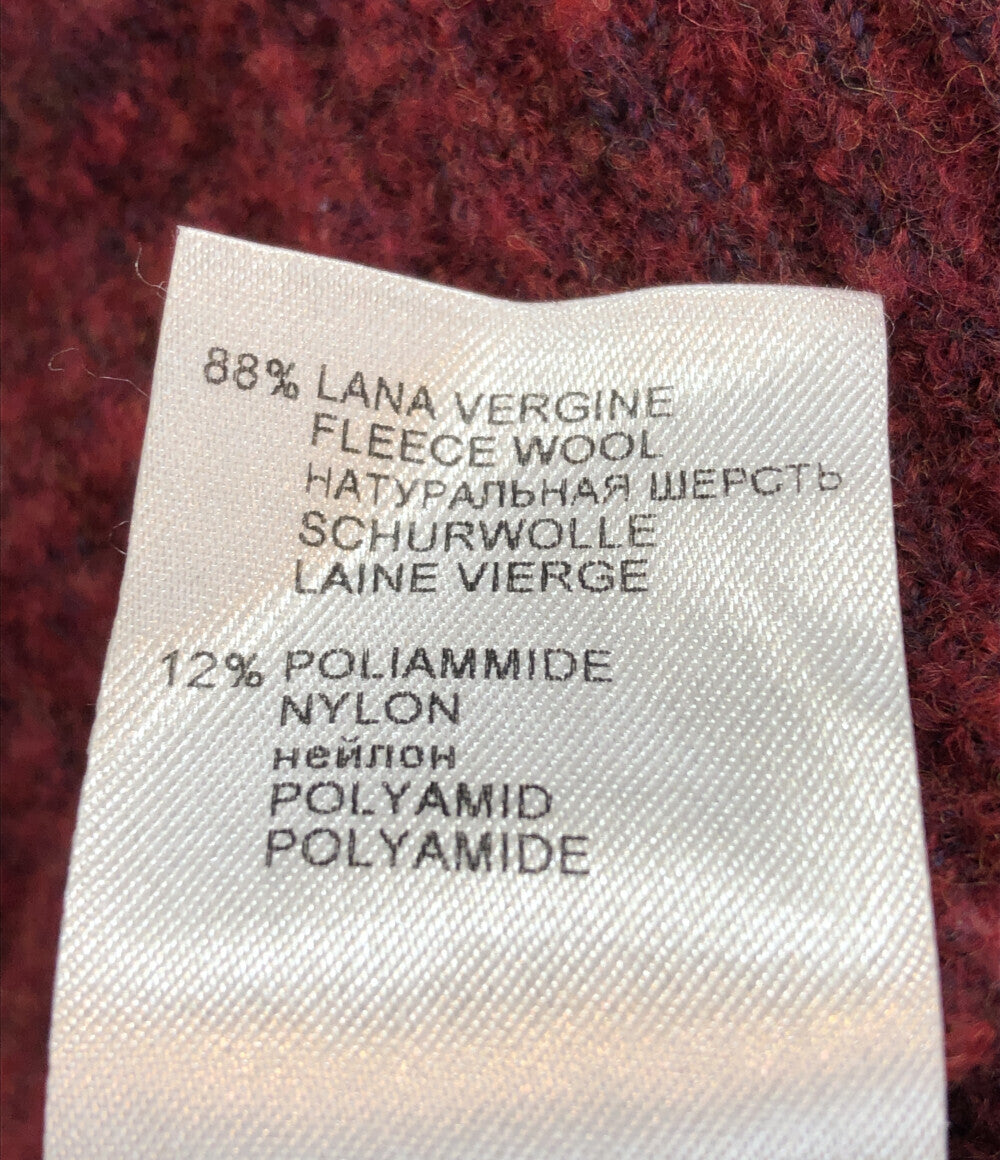 88% LANA VERGINE
FLEECE WOOL
НАТУРАЛЬНАЯ ШЕРСТЬ
SCHURWOLLE
LAINE VIERGE
12% POLIAMMIDE
NYLON
нейлон
POLYAMID
POLYAMIDE